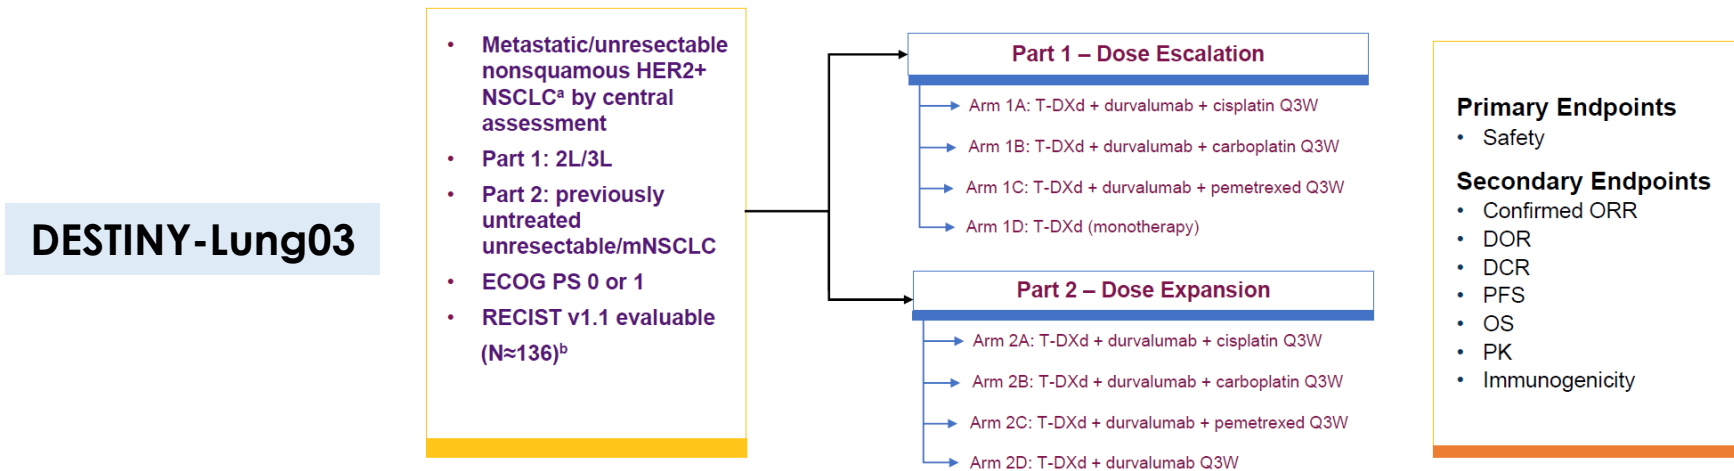 DESTINY-Lung03
• Metastatic/unresectable
nonsquamous HER2+
NSCLCᵃ by central
assessment
• Part 1: 2L/3L
• Part 2: previously
untreated
unresectable/mNSCLC
• ECOG PS 0 or 1
• RECIST v1.1 evaluable
(N≈136)ᵇ
Part 1 – Dose Escalation
Arm 1A: T-DXd + durvalumab + cisplatin Q3W
Arm 1B: T-DXd + durvalumab + carboplatin Q3W
Arm 1C: T-DXd + durvalumab + pemetrexed Q3W
Arm 1D: T-DXd (monotherapy)
Part 2 – Dose Expansion
Arm 2A: T-DXd + durvalumab + cisplatin Q3W
Arm 2B: T-DXd + durvalumab + carboplatin Q3W
Arm 2C: T-DXd + durvalumab + pemetrexed Q3W
Arm 2D: T-DXd + durvalumab Q3W
Primary Endpoints
• Safety
Secondary Endpoints
• Confirmed ORR
• DOR
• DCR
• PFS
• OS
• PK
• Immunogenicity